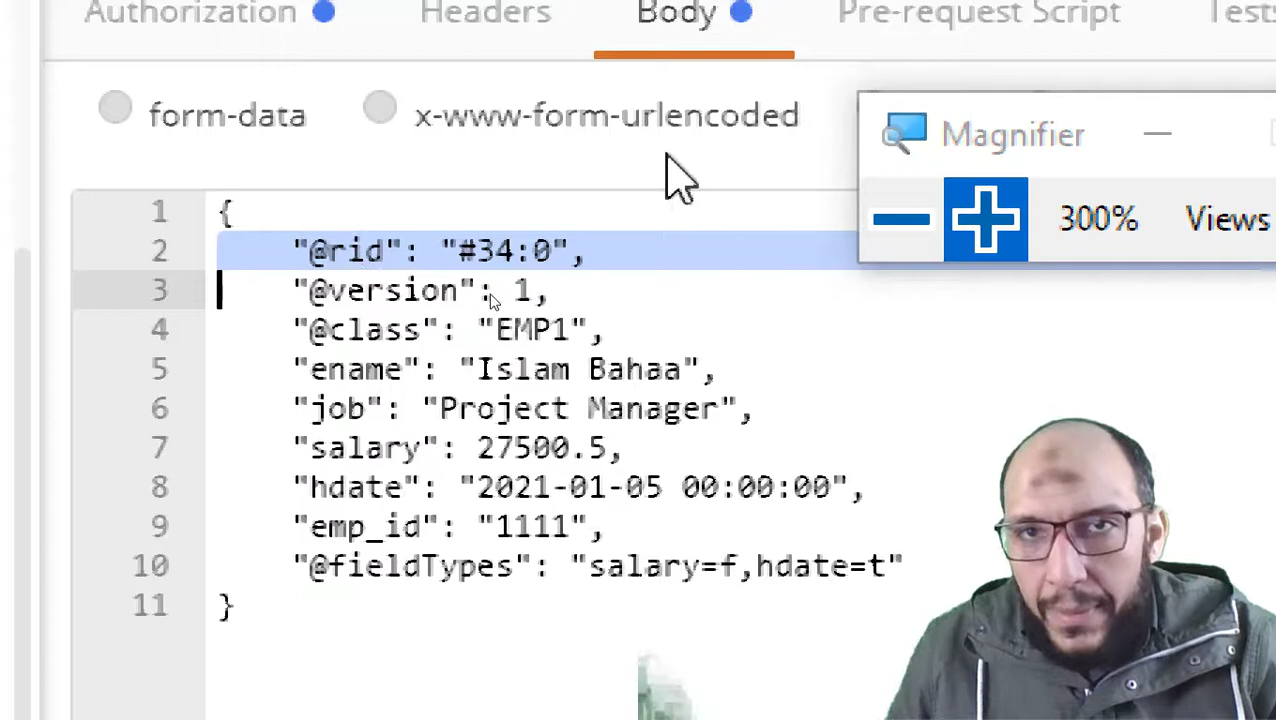 Authorization Headers Body Pre-request Script Tests
form-data x-www-form-urlencoded
Magnifier
300% Views
1 {
2 "@rid": "#34:0",
3 "@version": 1,
4 "@class": "EMP1",
5 "ename": "Islam Bahaa",
6 "job": "Project Manager",
7 "salary": 27500.5,
8 "hdate": "2021-01-05 00:00:00",
9 "emp_id": "1111",
10 "@fieldTypes": "salary=f,hdate=t"
11 }